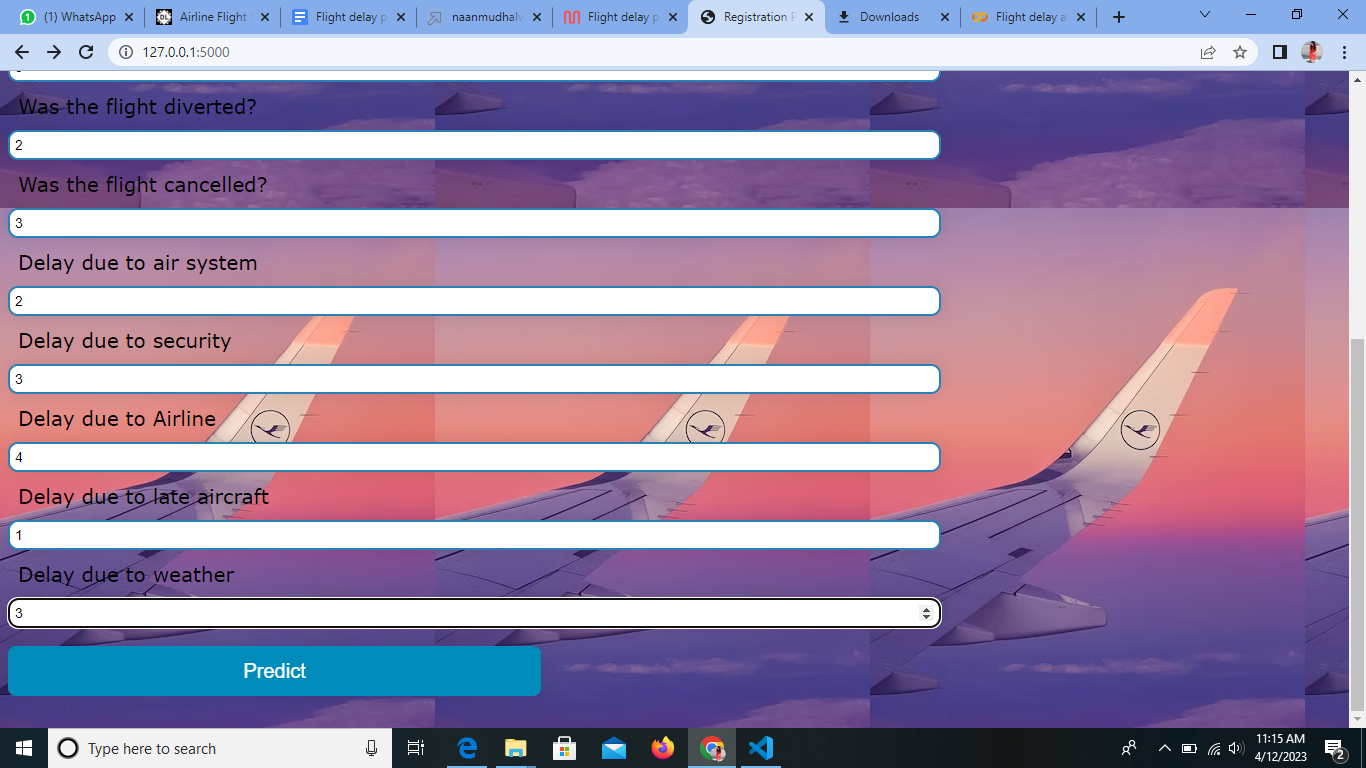 (1) WhatsApp
Airline Flight
Flight delay p
naanmudhalv
Flight delay p
Registration P
Downloads
Flight delay a
127.0.0.1:5000
Was the flight diverted?
2
Was the flight cancelled?
3
Delay due to air system
2
Delay due to security
3
Delay due to Airline
4
Delay due to late aircraft
1
Delay due to weather
3
Predict
Type here to search
11:15 AM
4/12/2023
2